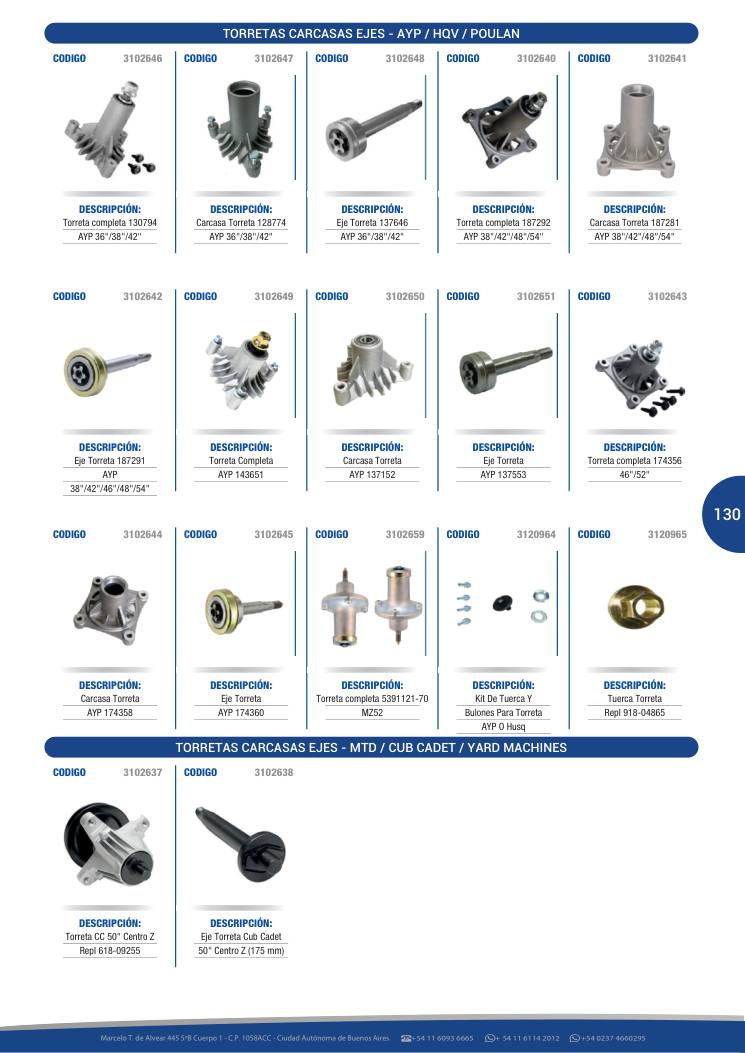 TORRETAS CARCASAS EJES - AYP / HQV / POULAN
CODIGO 3102646
DESCRIPCIÓN:
Torreta completa 130794
AYP 36"/38"/42"
CODIGO 3102647
DESCRIPCIÓN:
Carcasa Torreta 128774
AYP 36"/38"/42"
CODIGO 3102648
DESCRIPCIÓN:
Eje Torreta 137646
AYP 36"/38"/42"
CODIGO 3102640
DESCRIPCIÓN:
Torreta completa 187292
AYP 38"/42"/48"/54"
CODIGO 3102641
DESCRIPCIÓN:
Carcasa Torreta 187281
AYP 38"/42"/48"/54"
CODIGO 3102642
DESCRIPCIÓN:
Eje Torreta 187291
AYP
38"/42"/46"/48"/54"
CODIGO 3102649
DESCRIPCIÓN:
Torreta Completa
AYP 143651
CODIGO 3102650
DESCRIPCIÓN:
Carcasa Torreta
AYP 137152
CODIGO 3102651
DESCRIPCIÓN:
Eje Torreta
AYP 137553
CODIGO 3102643
DESCRIPCIÓN:
Torreta completa 174356
46"/52"
130
CODIGO 3102644
DESCRIPCIÓN:
Carcasa Torreta
AYP 174358
CODIGO 3102645
DESCRIPCIÓN:
Eje Torreta
AYP 174360
CODIGO 3102659
DESCRIPCIÓN:
Torreta completa 5391121-70
MZ52
CODIGO 3120964
DESCRIPCIÓN:
Kit De Tuerca Y
Bulones Para Torreta
AYP O Husq
CODIGO 3120965
DESCRIPCIÓN:
Tuerca Torreta
Repl 918-04865
TORRETAS CARCASAS EJES - MTD / CUB CADET / YARD MACHINES
CODIGO 3102637
DESCRIPCIÓN:
Torreta CC 50" Centro Z
Repl 618-09255
CODIGO 3102638
DESCRIPCIÓN:
Eje Torreta Cub Cadet
50" Centro Z (175 mm)
Marcelo T. de Alvear 445 5ºB Cuerpo 1 - C.P. 1058ACC - Ciudad Autónoma de Buenos Aires +54 11 6093 6665 + 54 11 6114 2012 +54 0237 4660295